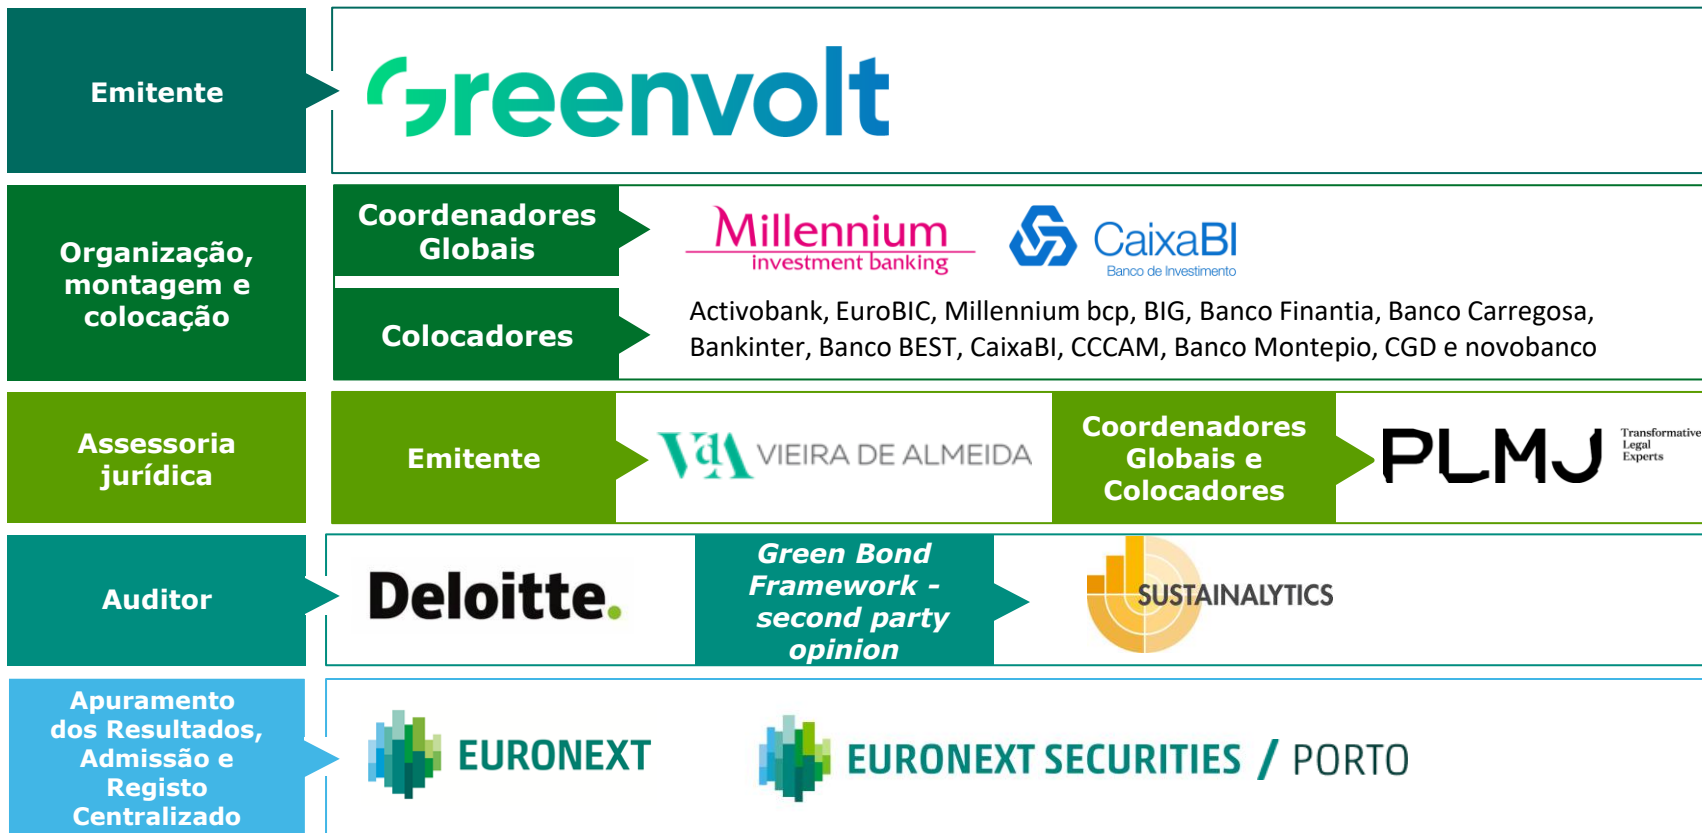 Emitente
Greenvolt
Organização,
montagem e
colocação
Coordenadores
Globais
Millennium
investment banking
CaixaBI
Banco de Investimento
Colocadores
Activobank, EuroBIC, Millennium bcp, BIG, Banco Finantia, Banco Carregosa,
Bankinter, Banco BEST, CaixaBI, CCCAM, Banco Montepio, CGD e novobanco
Assessoria
jurídica
Emitente
VdA VIEIRA DE ALMEIDA
Coordenadores
Globais e
Colocadores
PLMJ
Transformative
Legal
Experts
Auditor
Deloitte.
Green Bond
Framework –
second party
opinion
SUSTAINALYTICS
Apuramento
dos Resultados,
Admissão e
Registo
Centralizado
EURONEXT
EURONEXT SECURITIES / PORTO